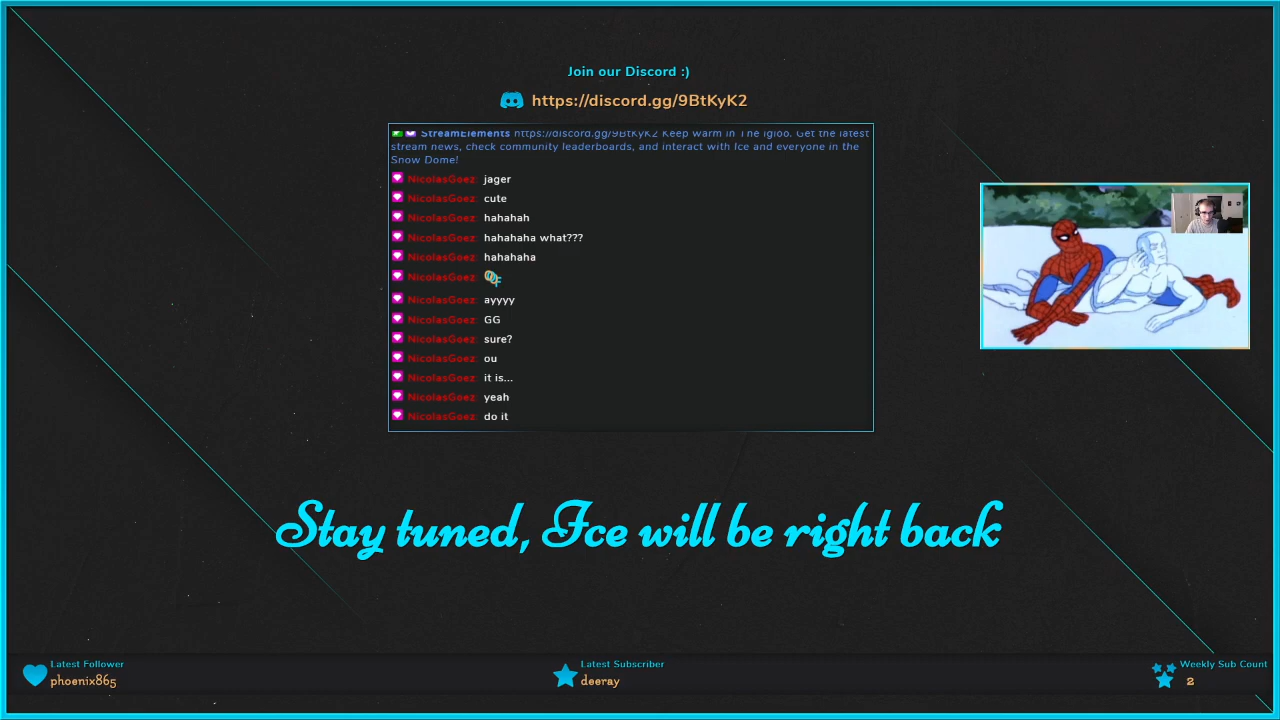 Join our Discord :)
https://discord.gg/9BtKyK2
StreamElements https://discord.gg/9BtKyK2 Keep warm in The Igloo. Get the latest
stream news, check community leaderboards, and interact with Ice and everyone in the
Snow Dome!
NicolasGoez: jager
NicolasGoez: cute
NicolasGoez: hahahah
NicolasGoez: hahahaha what???
NicolasGoez: hahahaha
NicolasGoez:
NicolasGoez: ayyyy
NicolasGoez: GG
NicolasGoez: sure?
NicolasGoez: ou
NicolasGoez: it is...
NicolasGoez: yeah
NicolasGoez: do it
Stay tuned, Ice will be right back
Latest Follower
phoenix865
Latest Subscriber
deeray
Weekly Sub Count
2